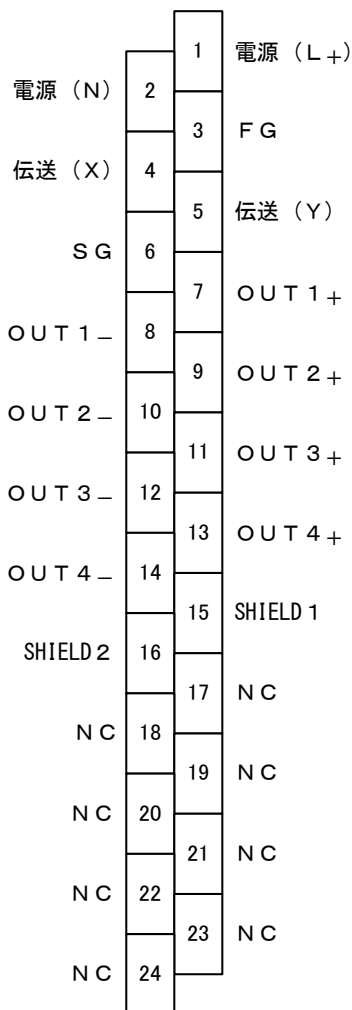 1 電源（L＋）
電源（N） 2
3 ＦＧ
伝送（X） 4
5 伝送（Y）
ＳＧ 6
7 ＯＵＴ１＋
ＯＵＴ１－ 8
9 ＯＵＴ２＋
ＯＵＴ２－ 10
11 ＯＵＴ３＋
ＯＵＴ３－ 12
13 ＯＵＴ４＋
ＯＵＴ４－ 14
15 SHIELD１
SHIELD２ 16
17 ＮＣ
ＮＣ 18
19 ＮＣ
ＮＣ 20
21 ＮＣ
ＮＣ 22
23 ＮＣ
ＮＣ 24